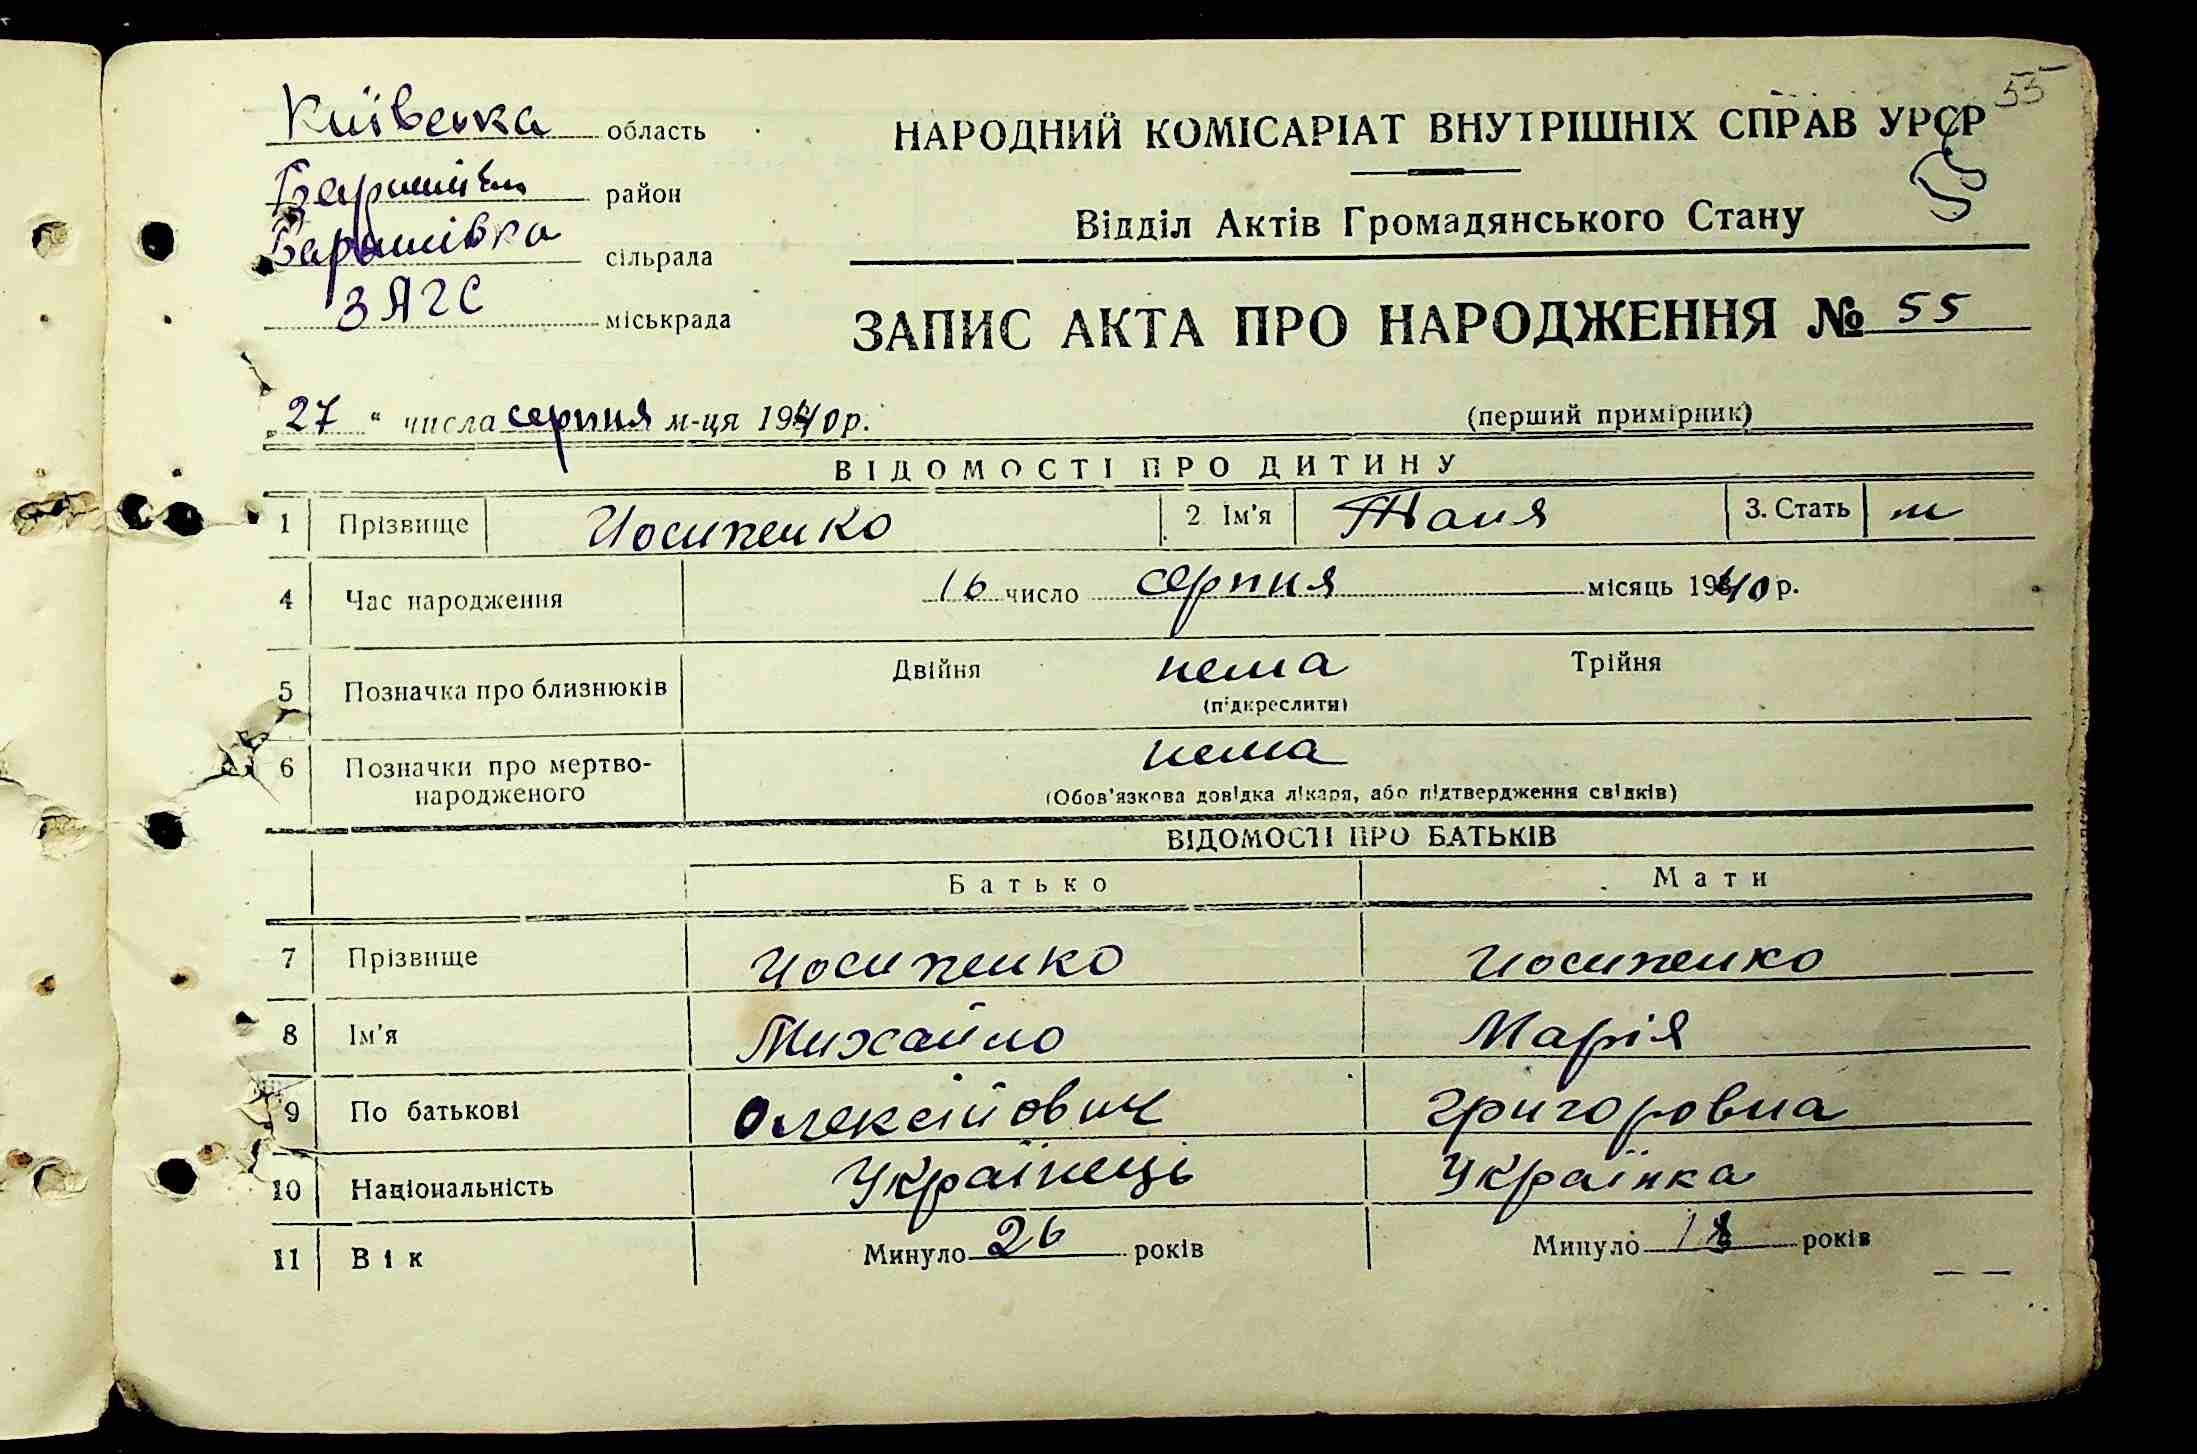 55
Київська область
НАРОДНИЙ КОМІСАРІАТ ВНУТРІШНІХ СПРАВ УРСР
район
Відділ Актів Громадянського Стану
Баришівка сільрада
ЗАГС міськрада
ЗАПИС АКТА ПРО НАРОДЖЕННЯ № 55
„27“ числа серпня м-ця 1940 р.
(перший примірник)
ВІДОМОСТІ ПРО ДИТИНУ
1 Прізвище Йосипенко 2 Ім'я Таня 3. Стать
4 Час народження 16 число серпня місяць 1940 р.
5 Позначка про близнюків Двійня нема Трійня
(підкреслити)
6 Позначки про мертво-
народженого
нема
(Обов'язкова довідка лікаря, або підтвердження свідків)
ВІДОМОСТІ ПРО БАТЬКІВ
Батько Мати
7 Прізвище Йосипенко Йосипенко
8 Ім'я Михайло Марія
9 По батькові Олексійович Григоровна
10 Національність Українець Українка
11 Вік Минуло 26 років Минуло 18 років